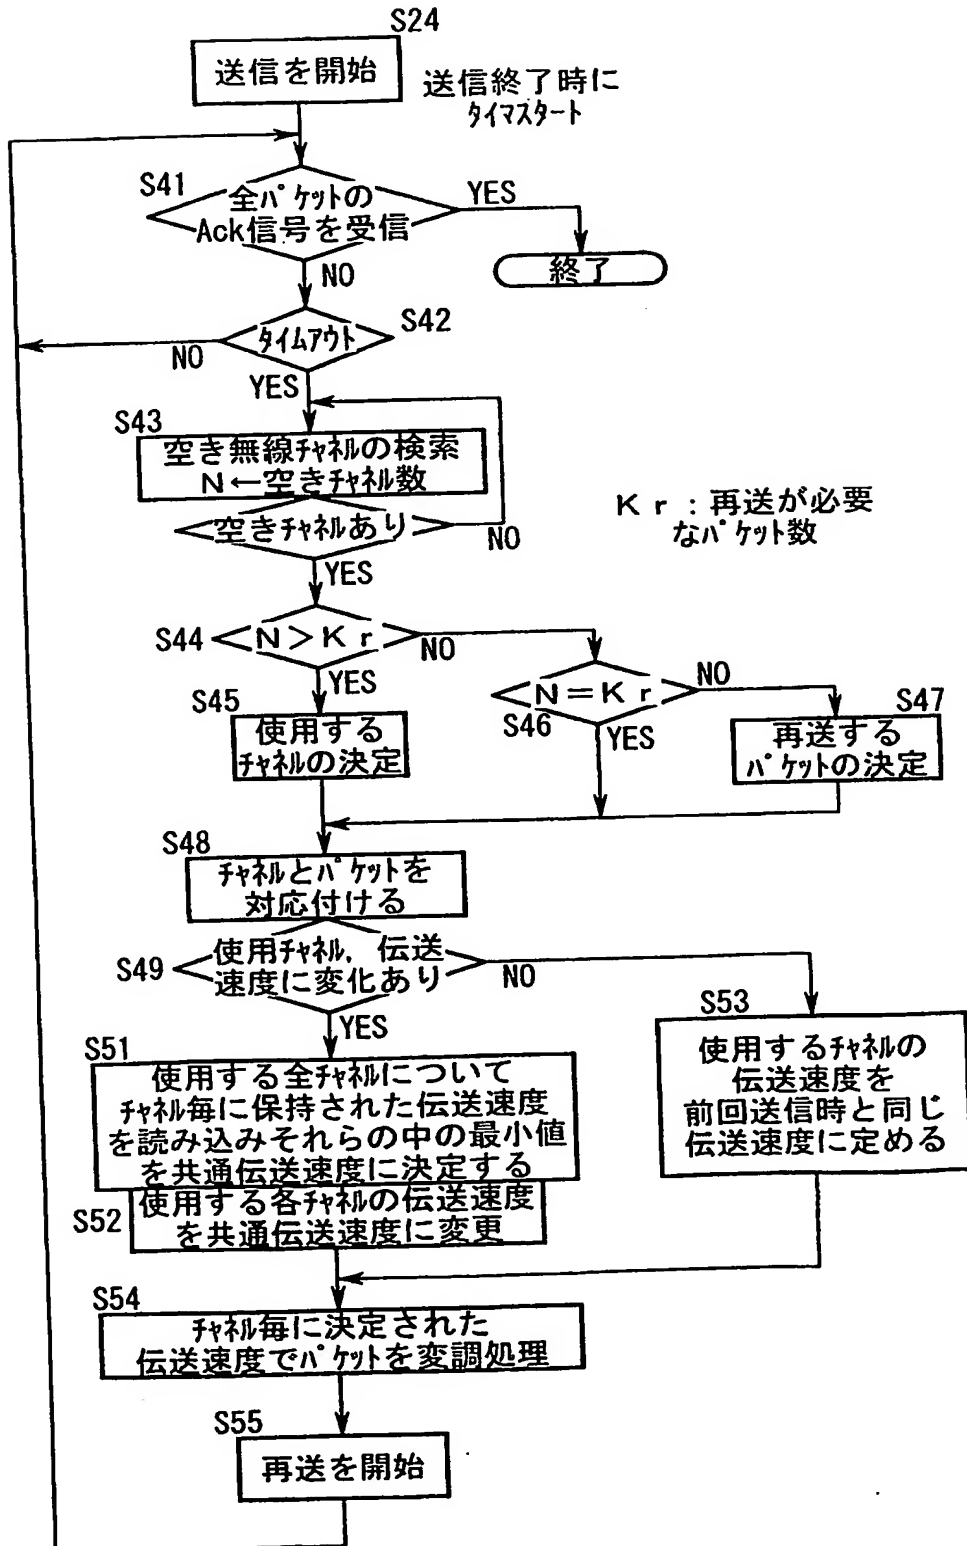 S24
送信を開始
送信終了時に
タイマスタート
S41
全パケットの
Ack信号を受信
YES
終了
NO
タイムアウト
S42
NO
YES
S43
空き無線チャネルの検索
N←空きチャネル数
空きチャネルあり
NO
YES
Kr:再送が必要
なパケット数
S44
N>Kr
NO
YES
S45
使用する
チャネルの決定
N=Kr
S46
NO
YES
S47
再送する
パケットの決定
S48
チャネルとパケットを
対応付ける
S49
使用チャネル,伝送
速度に変化あり
NO
YES
S51
使用する全チャネルについて
チャネル毎に保持された伝送速度
を読み込みそれらの中の最小値
を共通伝送速度に決定する
S52
使用する各チャネルの伝送速度
を共通伝送速度に変更
S53
使用するチャネルの
伝送速度を
前回送信時と同じ
伝送速度に定める
S54
チャネル毎に決定された
伝送速度でパケットを変調処理
S55
再送を開始